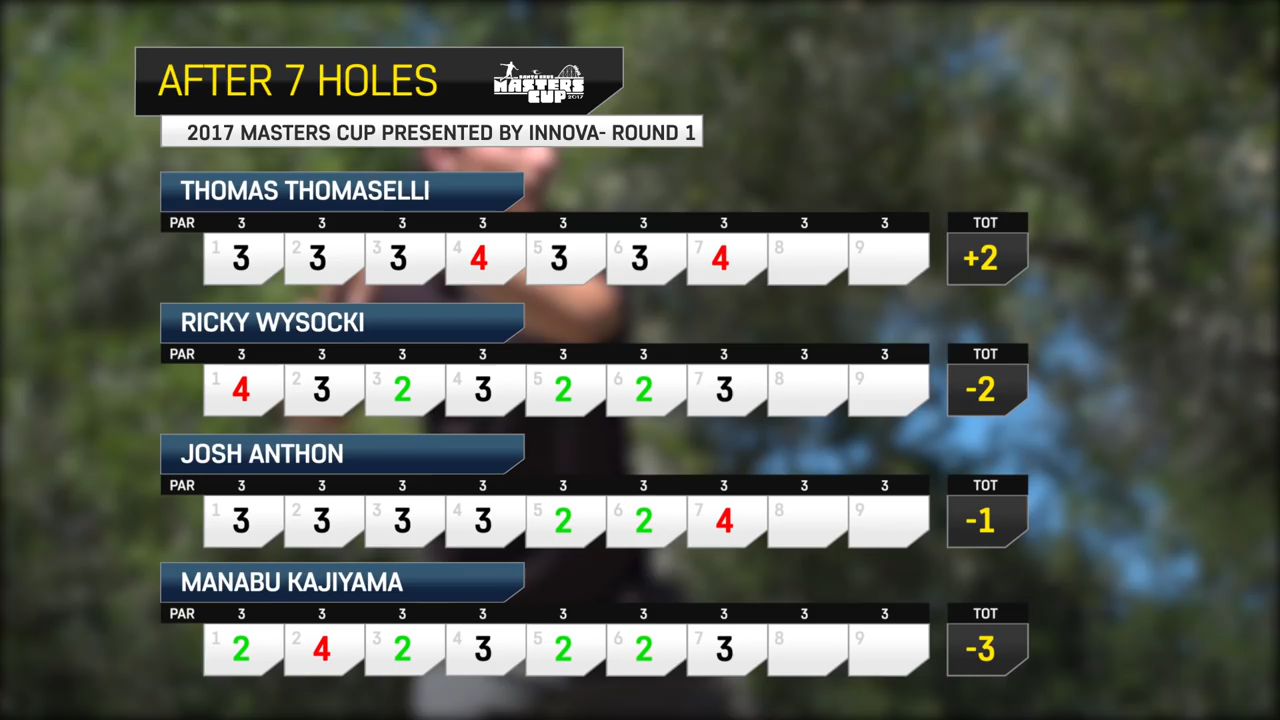 AFTER 7 HOLES
SANTA CRUZ MASTERS CUP 2017
2017 MASTERS CUP PRESENTED BY INNOVA- ROUND 1
THOMAS THOMASELLI
PAR 3 3 3 3 3 3 3 3 3 TOT
1 3 2 3 3 3 4 4 5 3 6 3 7 4 8 9 +2
RICKY WYSOCKI
PAR 3 3 3 3 3 3 3 3 3 TOT
1 4 2 3 3 2 4 3 5 2 6 2 7 3 8 9 -2
JOSH ANTHON
PAR 3 3 3 3 3 3 3 3 3 TOT
1 3 2 3 3 3 4 3 5 2 6 2 7 4 8 9 -1
MANABU KAJIYAMA
PAR 3 3 3 3 3 3 3 3 3 TOT
1 2 2 4 3 2 4 3 5 2 6 2 7 3 8 9 -3